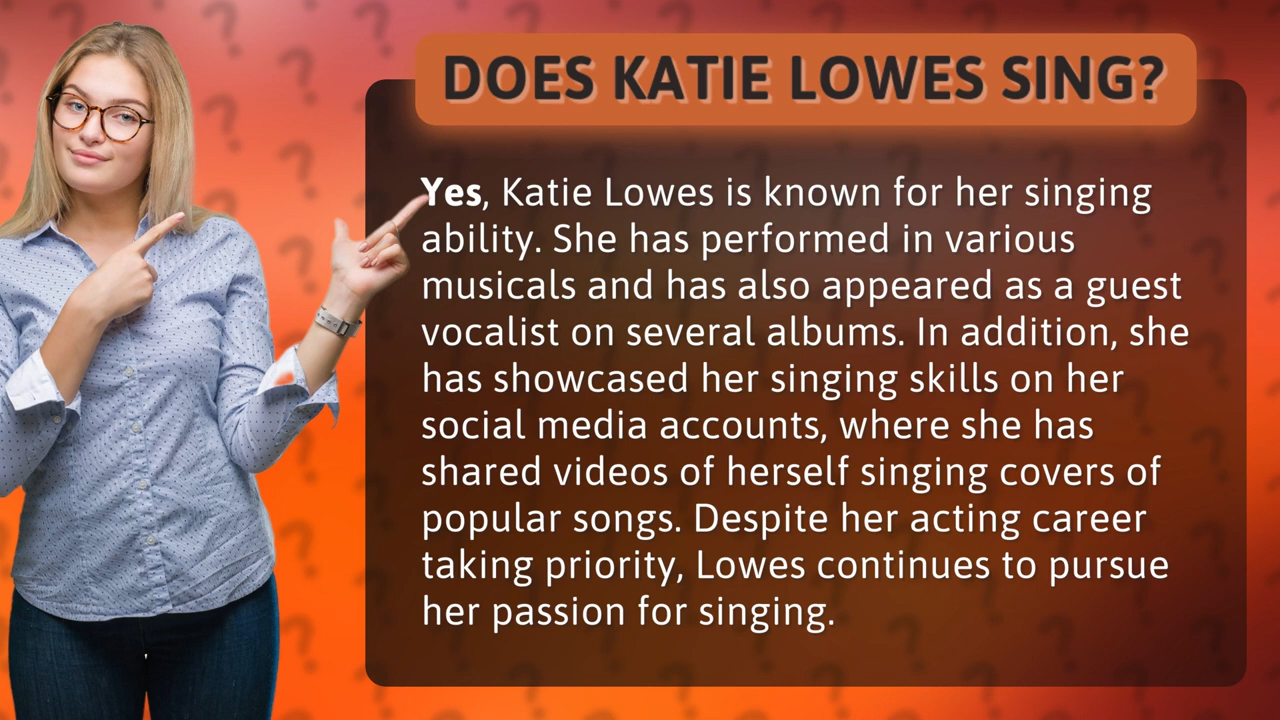 DOES KATIE LOWES SING?
Yes, Katie Lowes is known for her singing
ability. She has performed in various
musicals and has also appeared as a guest
vocalist on several albums. In addition, she
has showcased her singing skills on her
social media accounts, where she has
shared videos of herself singing covers of
popular songs. Despite her acting career
taking priority, Lowes continues to pursue
her passion for singing.